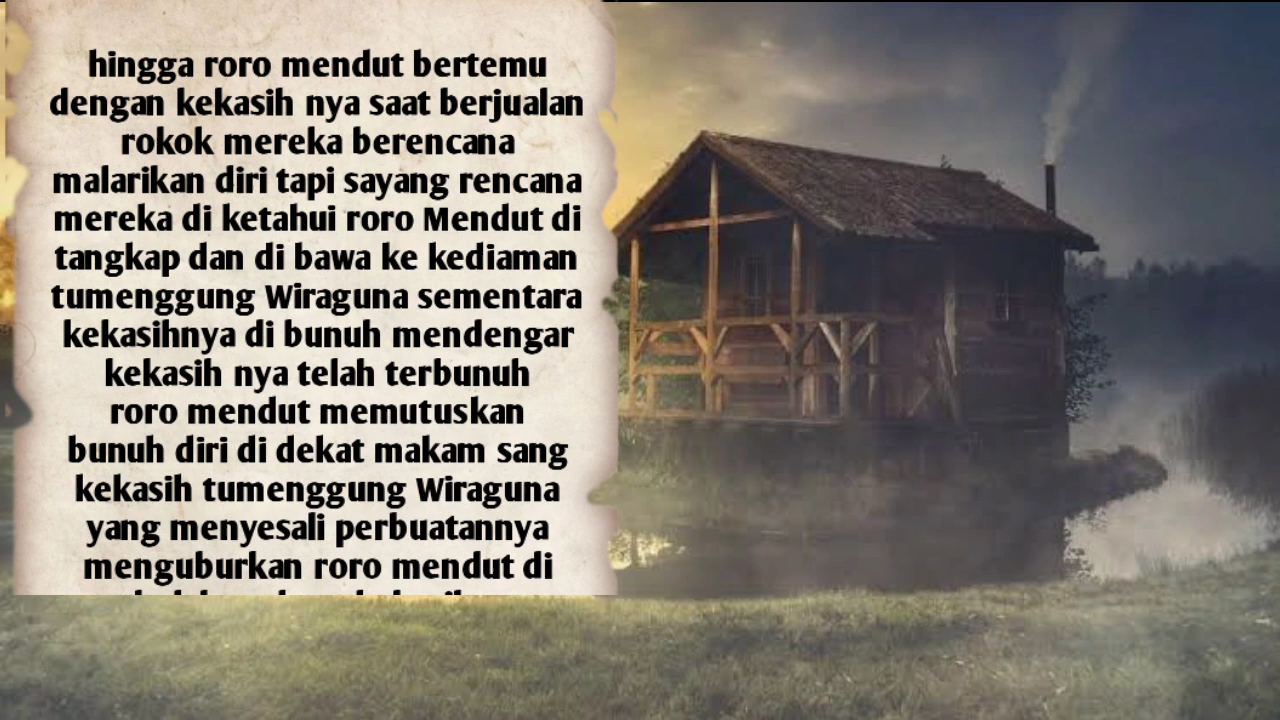 hingga roro mendut bertemu
dengan kekasih nya saat berjualan
rokok mereka berencana
malarikan diri tapi sayang rencana
mereka di ketahui roro Mendut di
tangkap dan di bawa ke kediaman
tumenggung Wiraguna sementara
kekasihnya di bunuh mendengar
kekasih nya telah terbunuh
roro mendut memutuskan
bunuh diri di dekat makam sang
kekasih tumenggung Wiraguna
yang menyesali perbuatannya
menguburkan roro mendut di